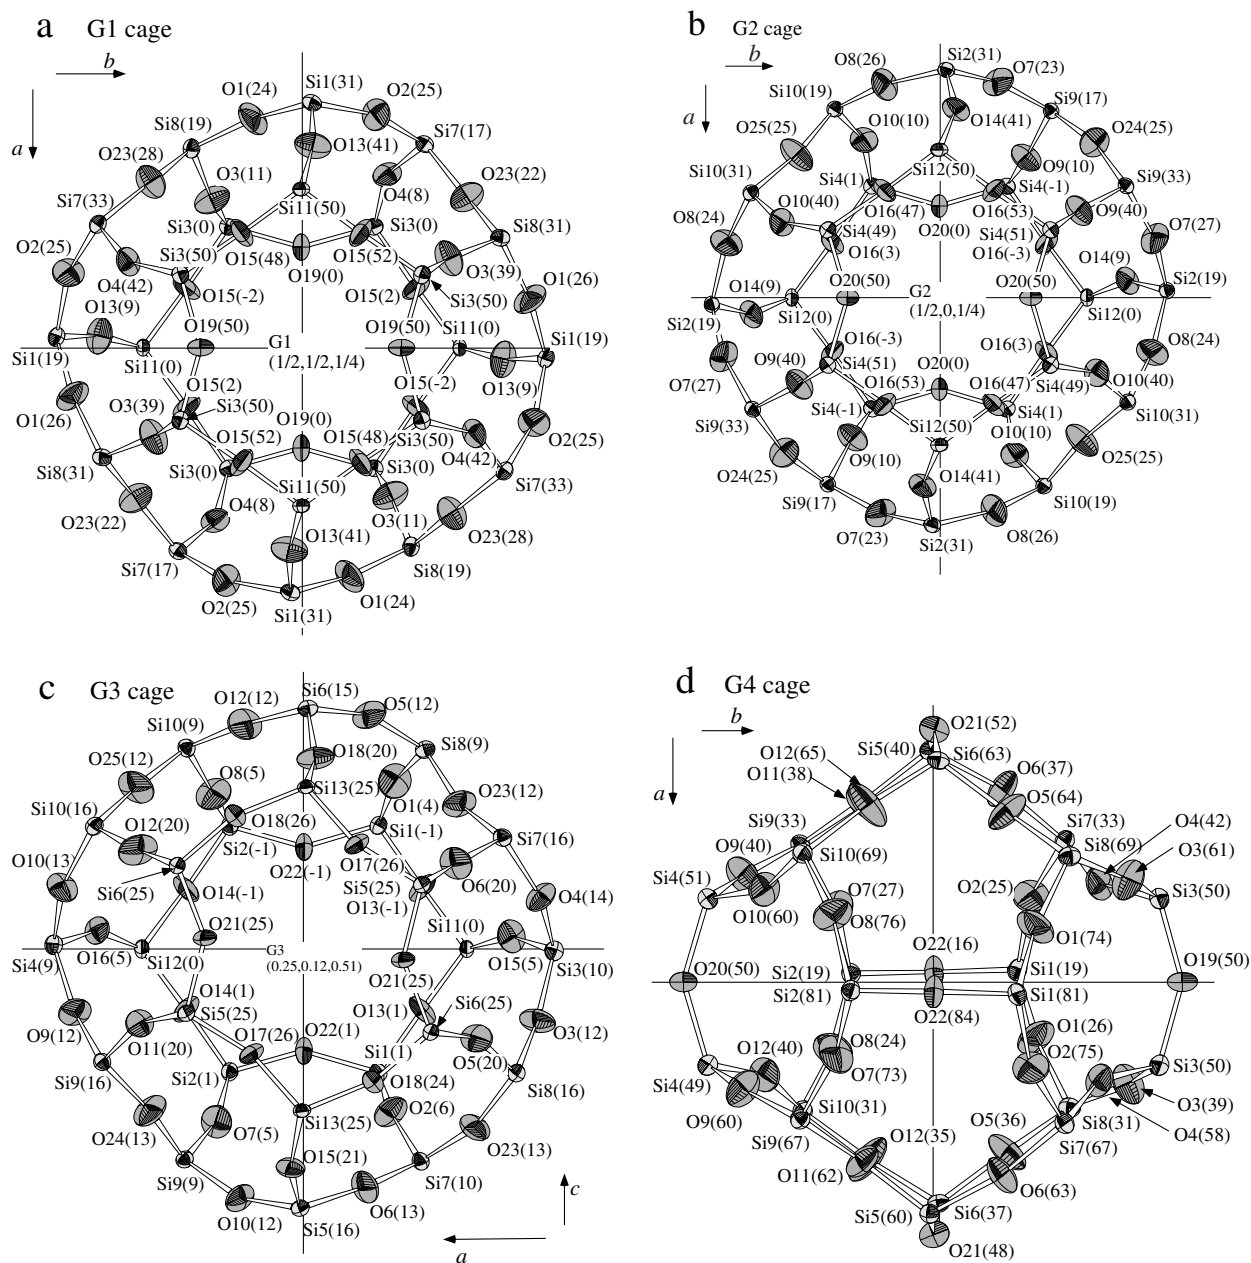 a G1 cage
b
a
Si1(31)
O1(24)
O2(25)
Si8(19)
O13(41)
Si7(17)
O23(28)
O3(11)
O4(8)
O23(22)
Si7(33)
Si11(50)
Si3(0)
Si3(0)
Si8(31)
O2(25)
Si3(50)
O15(48)
O15(52)
O3(39)
O19(0)
O4(42)
O15(-2)
O15(2)
Si3(50)
O1(26)
O13(9)
O19(50)
O19(50)
Si11(0)
G1
(1/2,1/2,1/4)
Si1(19)
Si11(0)
Si1(19)
O15(2)
O15(-2)
O13(9)
O1(26)
O3(39)
Si3(50)
O19(0)
O15(52)
O15(48)
Si3(50)
O2(25)
Si8(31)
Si3(0)
Si11(50)
Si3(0)
O4(42)
Si7(33)
O23(22)
O4(8)
O3(11)
O23(28)
Si7(17)
O13(41)
Si8(19)
O2(25)
Si1(31)
O1(24)
b G2 cage
b
a
Si2(31)
O8(26)
O7(23)
Si10(19)
Si9(17)
O10(10)
O14(41)
O25(25)
O24(25)
Si12(50)
O9(10)
Si10(31)
Si4(1)
Si4(-1)
Si9(33)
O10(40)
O16(47)
O16(53)
O9(40)
O8(24)
Si4(49)
O20(0)
Si4(51)
O7(27)
O16(3)
O16(-3)
O14(9)
O20(50)
O20(50)
O14(9)
G2
(1/2,0,1/4)
Si2(19)
Si2(19)
Si12(0)
Si12(0)
O16(-3)
O16(3)
O8(24)
O9(40)
Si4(51)
O20(0)
Si4(49)
O10(40)
O7(27)
O16(53)
O16(47)
Si4(-1)
Si4(1)
Si9(33)
Si12(50)
O10(10)
Si10(31)
O9(10)
O24(25)
O14(41)
O25(25)
Si9(17)
Si10(19)
O7(23)
Si2(31)
O8(26)
c G3 cage
Si6(15)
O12(12)
O5(12)
Si10(9)
Si8(9)
O18(20)
O25(12)
O8(5)
Si13(25)
O1(4)
O23(12)
Si10(16)
O18(26)
Si1(-1)
Si7(16)
O12(20)
Si2(-1)
O17(26)
O10(13)
O22(-1)
Si5(25)
O6(20)
Si6(25)
O14(-1)
O13(-1)
O4(14)
O21(25)
Si11(0)
G3
(0.25,0.12,0.51)
Si4(9)
O16(5)
Si12(0)
O15(5)
Si3(10)
O21(25)
O14(1)
O13(1)
Si6(25)
Si5(25)
O9(12)
O17(26)
O22(1)
O3(12)
O11(20)
Si1(1)
O5(20)
Si9(16)
Si2(1)
O18(24)
Si8(16)
Si13(25)
O2(6)
O24(13)
O7(5)
O23(13)
O15(21)
Si9(9)
Si7(10)
O10(12)
Si5(16)
O6(13)
c
a
d G4 cage
b
a
O21(52)
Si5(40)
Si6(63)
O12(65)
O11(38)
O6(37)
O5(64)
Si9(33)
Si7(33)
O4(42)
O9(40)
Si10(69)
Si8(69)
O3(61)
Si4(51)
O7(27)
O2(25)
Si3(50)
O10(60)
O8(76)
O1(74)
O22(16)
Si2(19)
Si1(19)
O20(50)
O19(50)
Si2(81)
Si1(81)
O22(84)
O1(26)
O8(24)
O12(40)
O7(73)
O2(75)
Si3(50)
Si4(49)
Si10(31)
O5(36)
Si8(31)
O3(39)
O9(60)
Si9(67)
O12(35)
Si7(67)
O4(58)
O11(62)
O6(63)
Si5(60)
Si6(37)
O21(48)